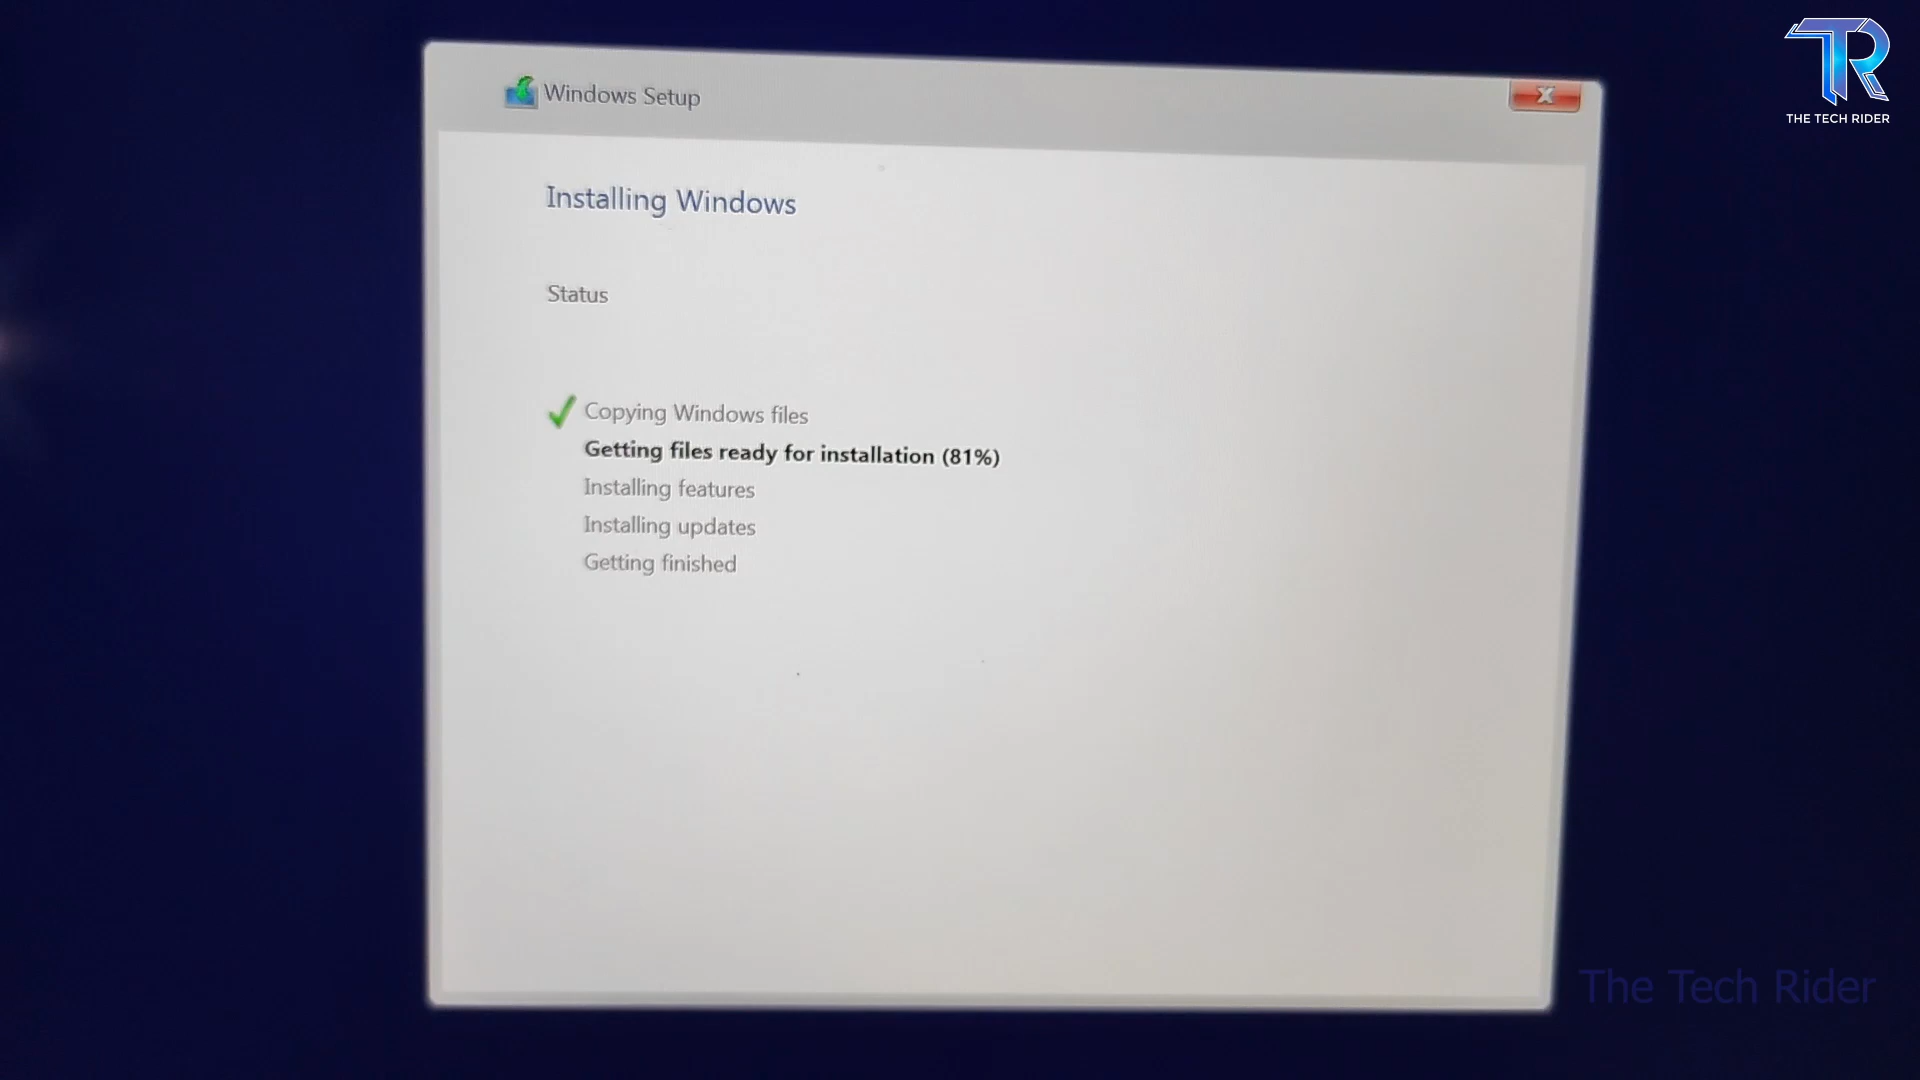 TR
THE TECH RIDER
Windows Setup
X
Installing Windows
Status
Copying Windows files
Getting files ready for installation (81%)
Installing features
Installing updates
Getting finished
The Tech Rider